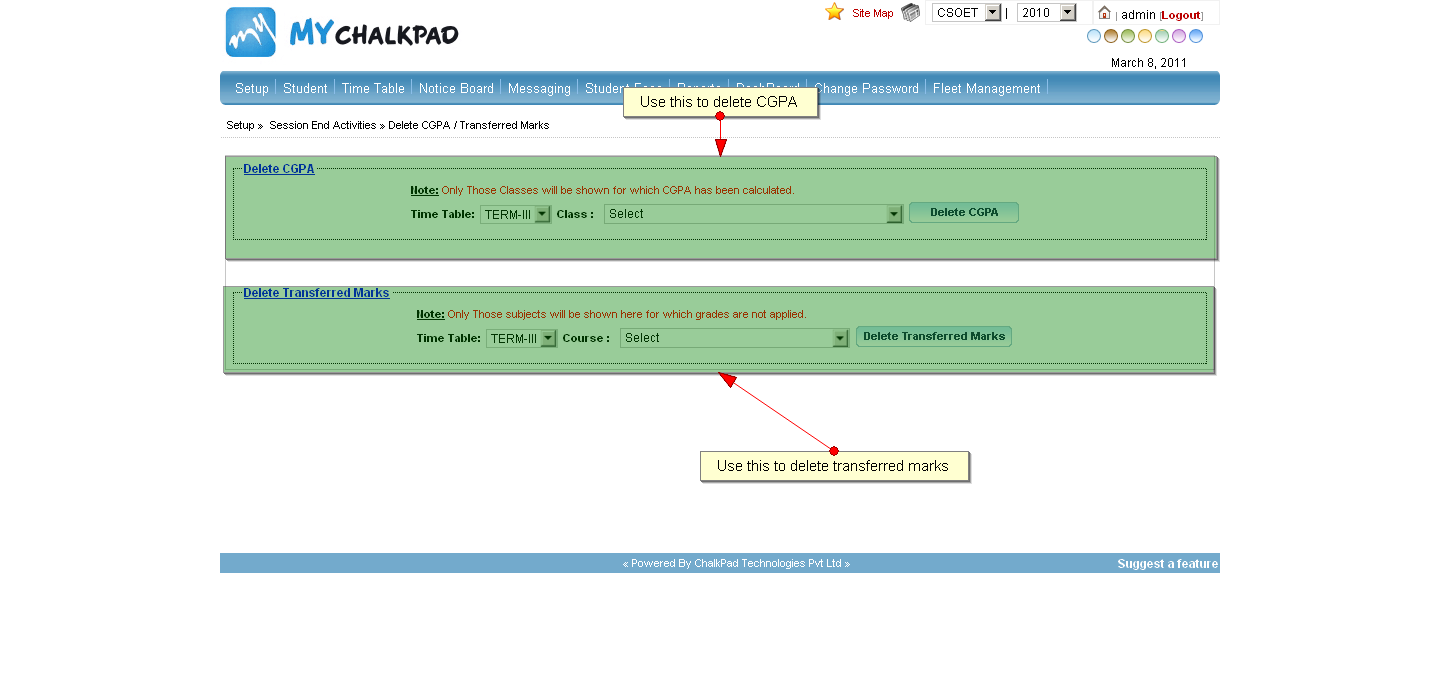 Site Map CSOET | 2010 | admin [Logout]
MYCHALKPAD
March 8, 2011
Setup Student Time Table Notice Board Messaging Student Fees Reports DashBoard Change Password Fleet Management
Use this to delete CGPA
Setup » Session End Activities » Delete CGPA / Transferred Marks
Delete CGPA
Note: Only Those Classes will be shown for which CGPA has been calculated.
Time Table: TERM-III Class : Select Delete CGPA
Delete Transferred Marks
Note: Only Those subjects will be shown here for which grades are not applied.
Time Table: TERM-III Course : Select Delete Transferred Marks
Use this to delete transferred marks
« Powered By ChalkPad Technologies Pvt Ltd » Suggest a feature